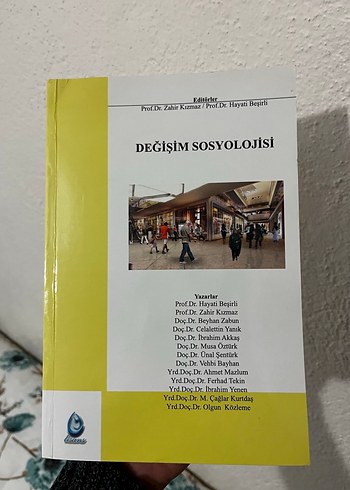 Editörler
Prof.Dr. Zahir Kızmaz / Prof.Dr. Hayati Beşirli
DEĞİŞİM SOSYOLOJİSİ
Yazarlar
Prof.Dr. Hayati Beşirli
Prof.Dr. Zahir Kızmaz
Doç.Dr. Beyhan Zabun
Doç.Dr. Celalettin Yanık
Doç.Dr. İbrahim Akkaş
Doç.Dr. Musa Öztürk
Doç.Dr. Ünal Şentürk
Doç.Dr. Vehbi Bayhan
Yrd.Doç.Dr. Ahmet Mazlum
Yrd.Doç.Dr. Ferhad Tekin
Yrd.Doç.Dr. İbrahim Yenen
Yrd.Doç.Dr. M. Çağlar Kurtdaş
Yrd.Doç.Dr. Olgun Közleme